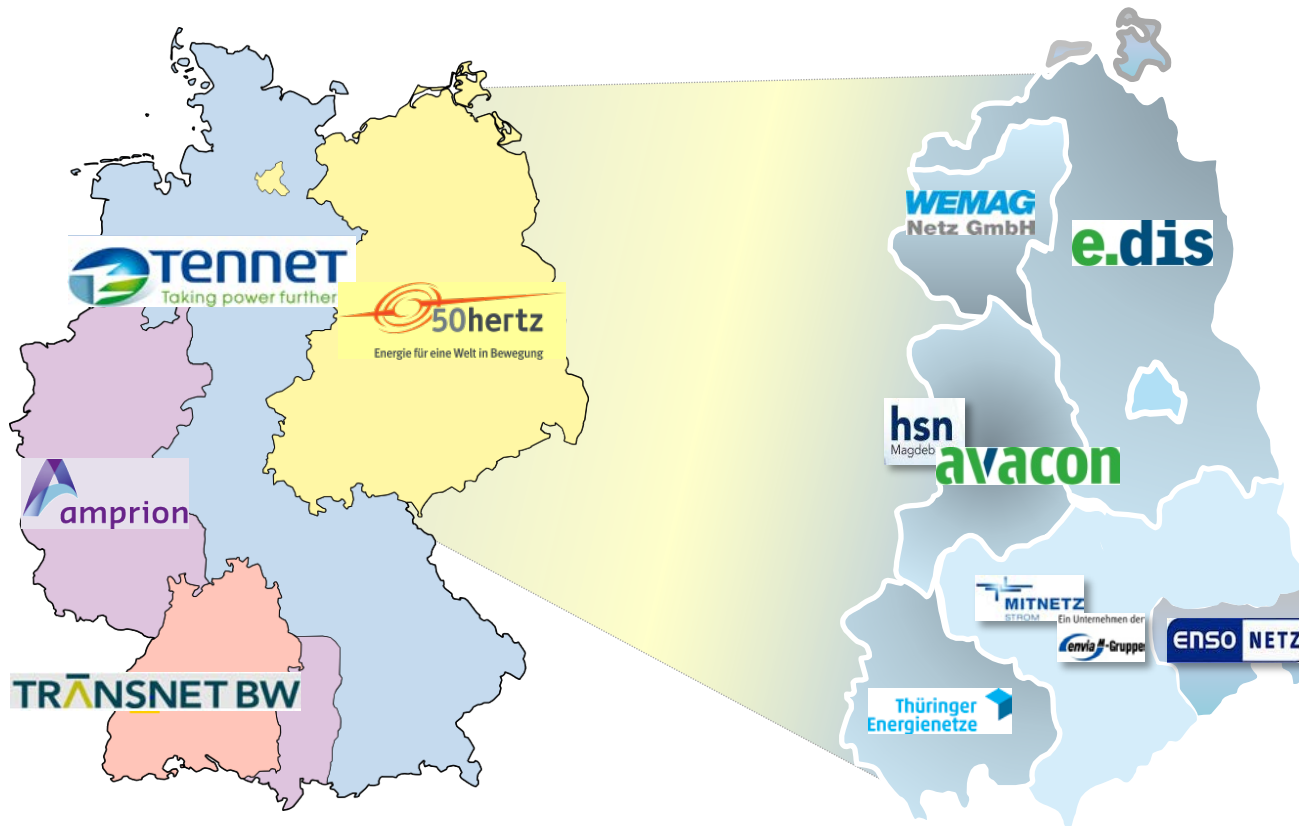 TenneT
Taking power further
50hertz
Energie für eine Welt in Bewegung
amprion
TRANSNET BW
WEMAG
Netz GmbH
e.dis
hsn
Magdeb
avacon
MITNETZ
STROM
Ein Unternehmen der
envia M-Gruppe
ENSO NETZ
Thüringer
Energienetze